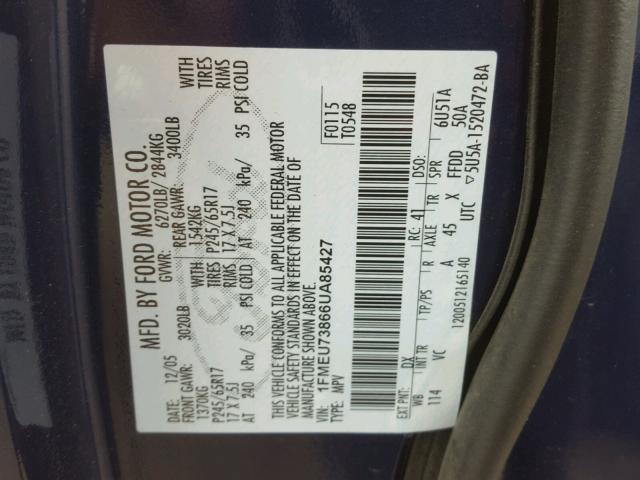 MFD. BY FORD MOTOR CO.
DATE: 12/05 GVWR: 6270LB/ 2844KG
FRONT GAWR: 3020LB REAR GAWR: 3400LB WITH
1370KG 1542KG TIRES
P245/65R17 P245/65R17 RIMS
17 X 7.5J 17 X 7.5J
AT 240 kPa/ 35 PSI COLD AT 240 kPa/ 35 PSI COLD
THIS VEHICLE CONFORMS TO ALL APPLICABLE FEDERAL MOTOR
VEHICLE SAFETY STANDARDS IN EFFECT ON THE DATE OF
MANUFACTURE SHOWN ABOVE.
VIN: 1FMEU73866UA85427 F0115
TYPE: MPV T0548
EXT PNT: DX RC: 41 DSO:
WB INT TR TP/PS R AXLE TR SPR 6U51A
114 VC A 45 X FFDD 50A
UTC ▽5U5A-1520472-BA
1200512165140